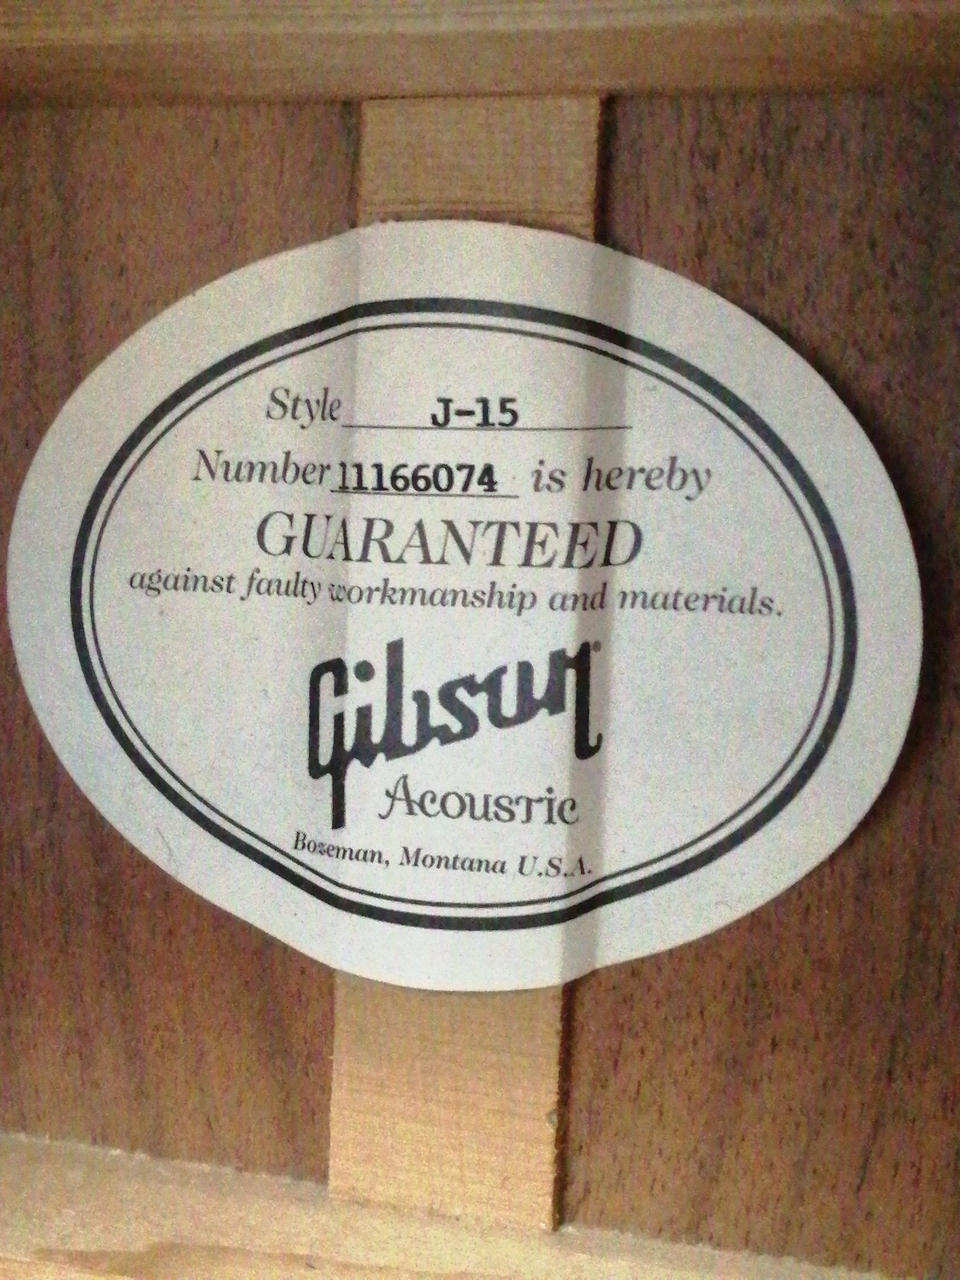 Style J-15
Number 11166074 is hereby
GUARANTEED
against faulty workmanship and materials.
Gibson®
Acoustic
Bozeman, Montana U.S.A.